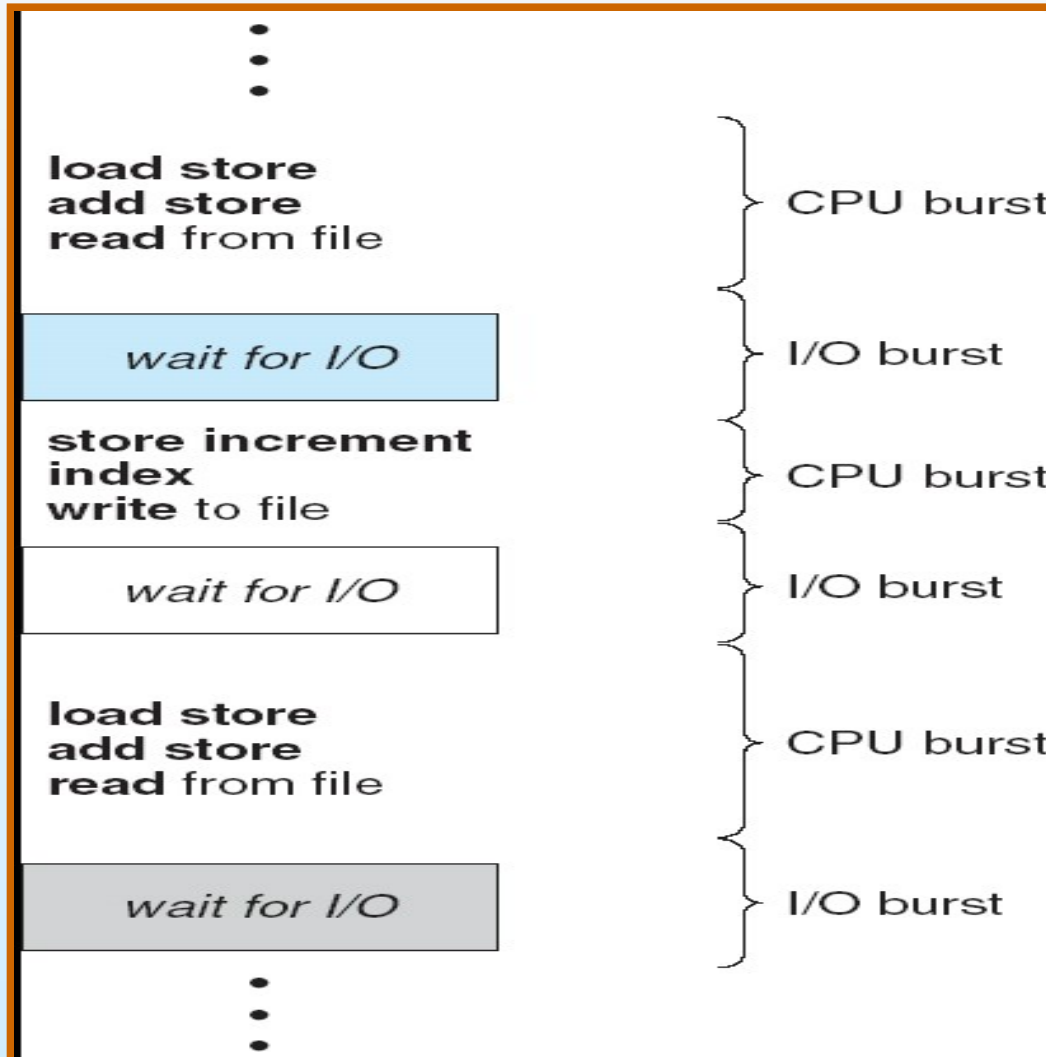 load store
add store
read from file
CPU burst
wait for I/O
I/O burst
store increment
index
write to file
CPU burst
wait for I/O
I/O burst
load store
add store
read from file
CPU burst
wait for I/O
I/O burst